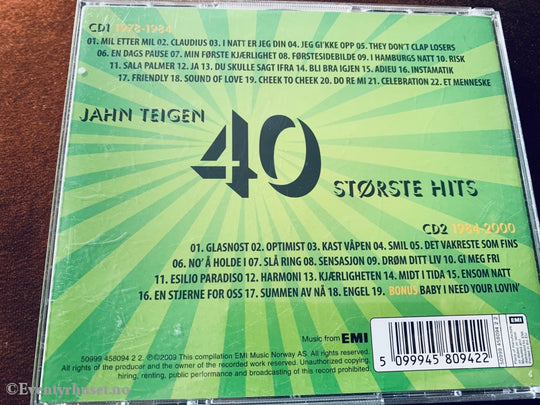 CD1 1978-1984
01. MIL ETTER MIL 02. CLAUDIUS 03. I NATT ER JEG DIN 04. JEG GI'KKE OPP 05. THEY DON'T CLAP LOSERS
06. EN DAGS PAUSE 07. MIN FØRSTE KJÆRLIGHET 08. FØRSTESIDEBILDE 09. I HAMBURGS NATT 10. RISK
11. SALA PALMER 12. JA 13. DU SKULLE SAGT IFRA 14. BLI BRA IGJEN 15. ADIEU 16. INSTAMATIK
17. FRIENDLY 18. SOUND OF LOVE 19. CHEEK TO CHEEK 20. DO RE MI 21. CELEBRATION 22. ET MENNESKE
JAHN TEIGEN
40
STØRSTE HITS
CD2 1984-2000
01. GLASNOST 02. OPTIMIST 03. KAST VÅPEN 04. SMIL 05. DET VAKRESTE SOM FINS
06. NO' Å HOLDE I 07. SLÅ RING 08. SENSASJON 09. DRØM DITT LIV 10. GI MEG FRI
11. ESILIO PARADISO 12. HARMONI 13. KJÆRLIGHETEN 14. MIDT I TIDA 15. ENSOM NATT
16. EN STJERNE FOR OSS 17. SUMMEN AV NÅ 18. ENGEL 19. BONUS BABY I NEED YOUR LOVIN'
Music from EMI
50999 458094 2 2. ℗©2009 This compilation EMI Music Norway AS. All rights reserved.
All rights of the producer and the owner of the recorded work reserved. Unauthorized copying,
hiring, renting, public performance and broadcasting of this record prohibited.
5 099945 809422
EMI
© Eventyrhuset.no